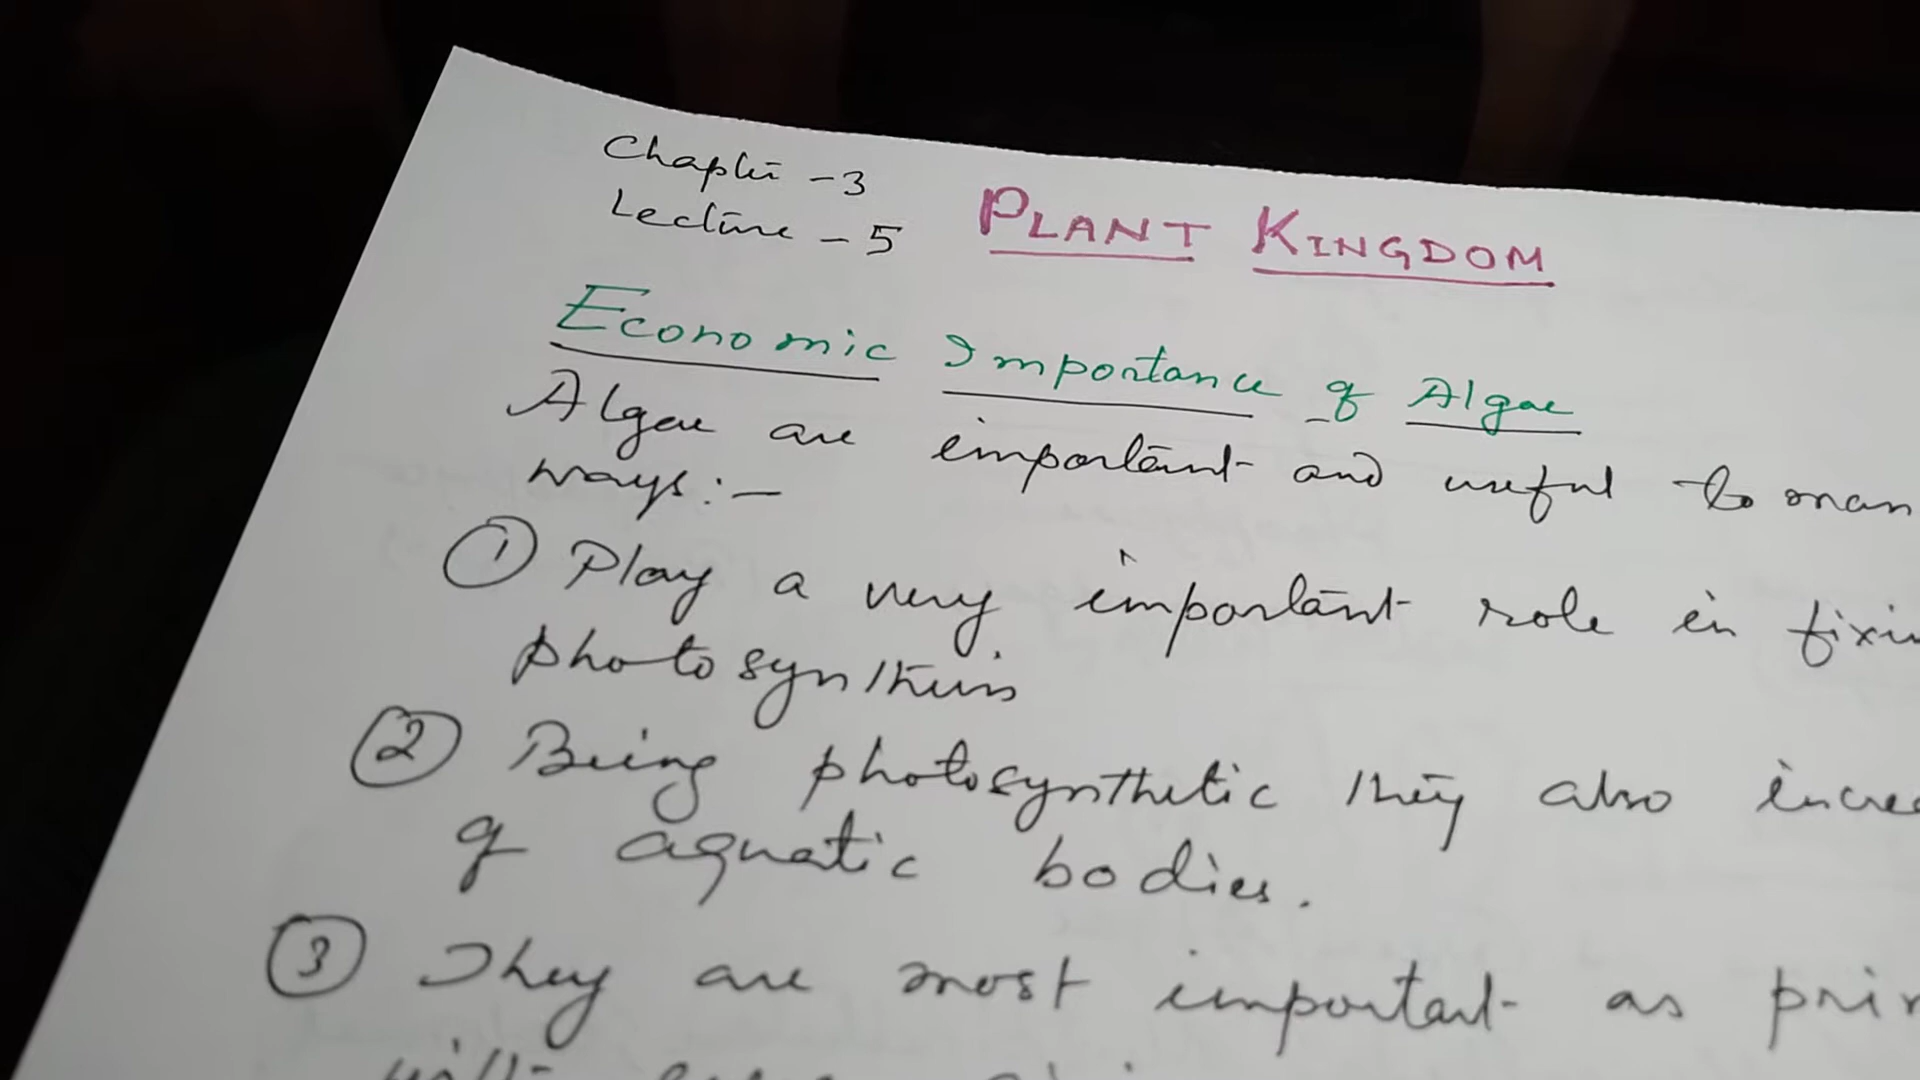 Chapter - 3
Lecture - 5
PLANT KINGDOM
Economic Importance of Algae
Algae are important and useful to man
ways:-
① Play a very important role in fixin
photosynthesis
② Being photosynthetic they also increa
of aquatic bodies.
③ They are most important as pri